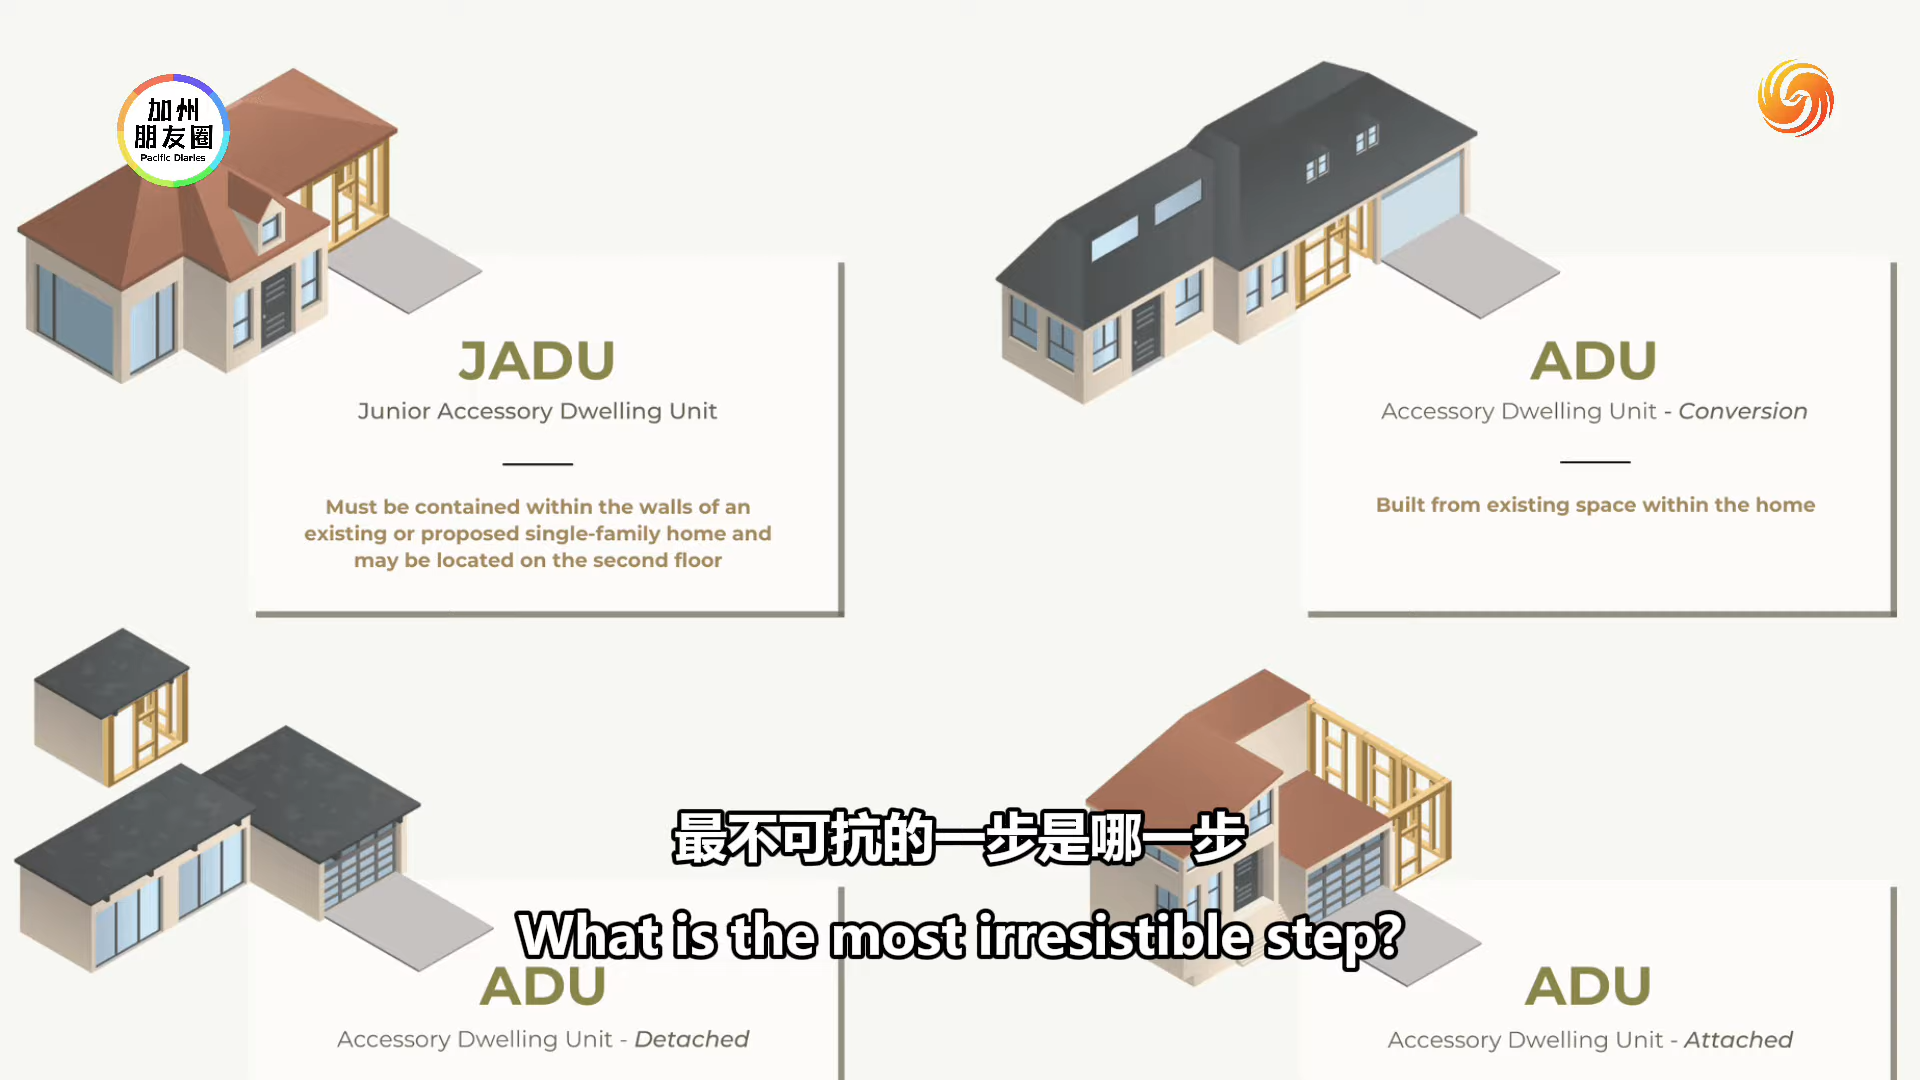 加州
朋友圈
Pacific Diaries
JADU
Junior Accessory Dwelling Unit
Must be contained within the walls of an
existing or proposed single-family home and
may be located on the second floor
ADU
Accessory Dwelling Unit - Conversion
Built from existing space within the home
最不可抗的一步是哪一步
What is the most irresistible step?
ADU
Accessory Dwelling Unit - Detached
ADU
Accessory Dwelling Unit - Attached